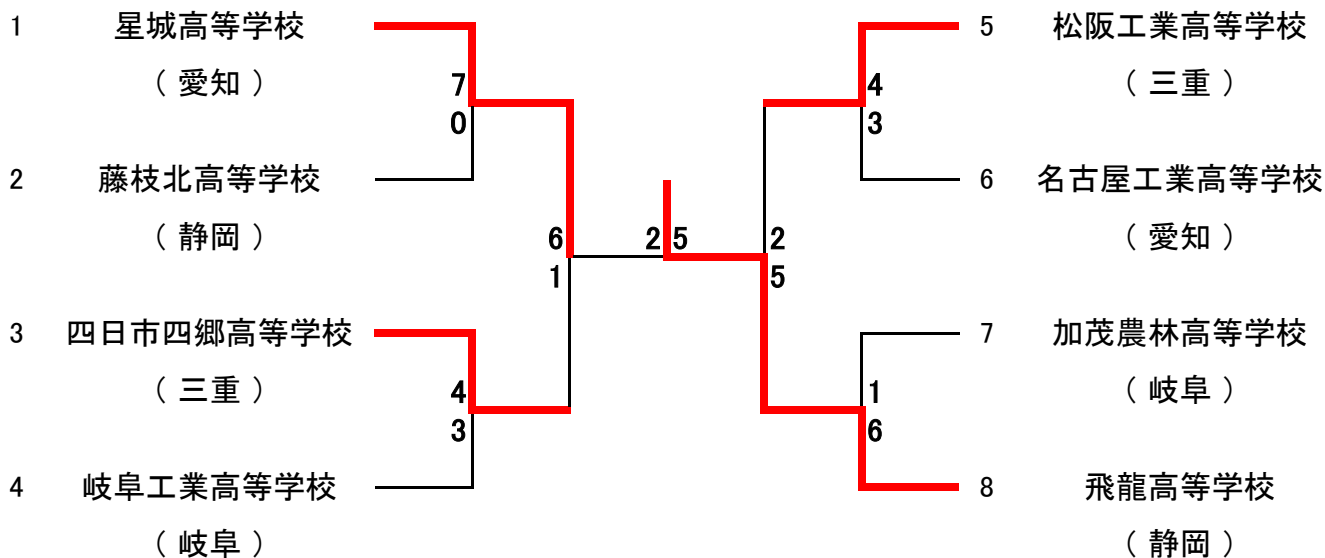 1 星城高等学校
( 愛知 )
7
0
2 藤枝北高等学校
( 静岡 )
6
1
3 四日市四郷高等学校
( 三重 )
4
3
4 岐阜工業高等学校
( 岐阜 )
2 5
5 松阪工業高等学校
( 三重 )
4
3
6 名古屋工業高等学校
( 愛知 )
2
5
7 加茂農林高等学校
( 岐阜 )
1
6
8 飛龍高等学校
( 静岡 )